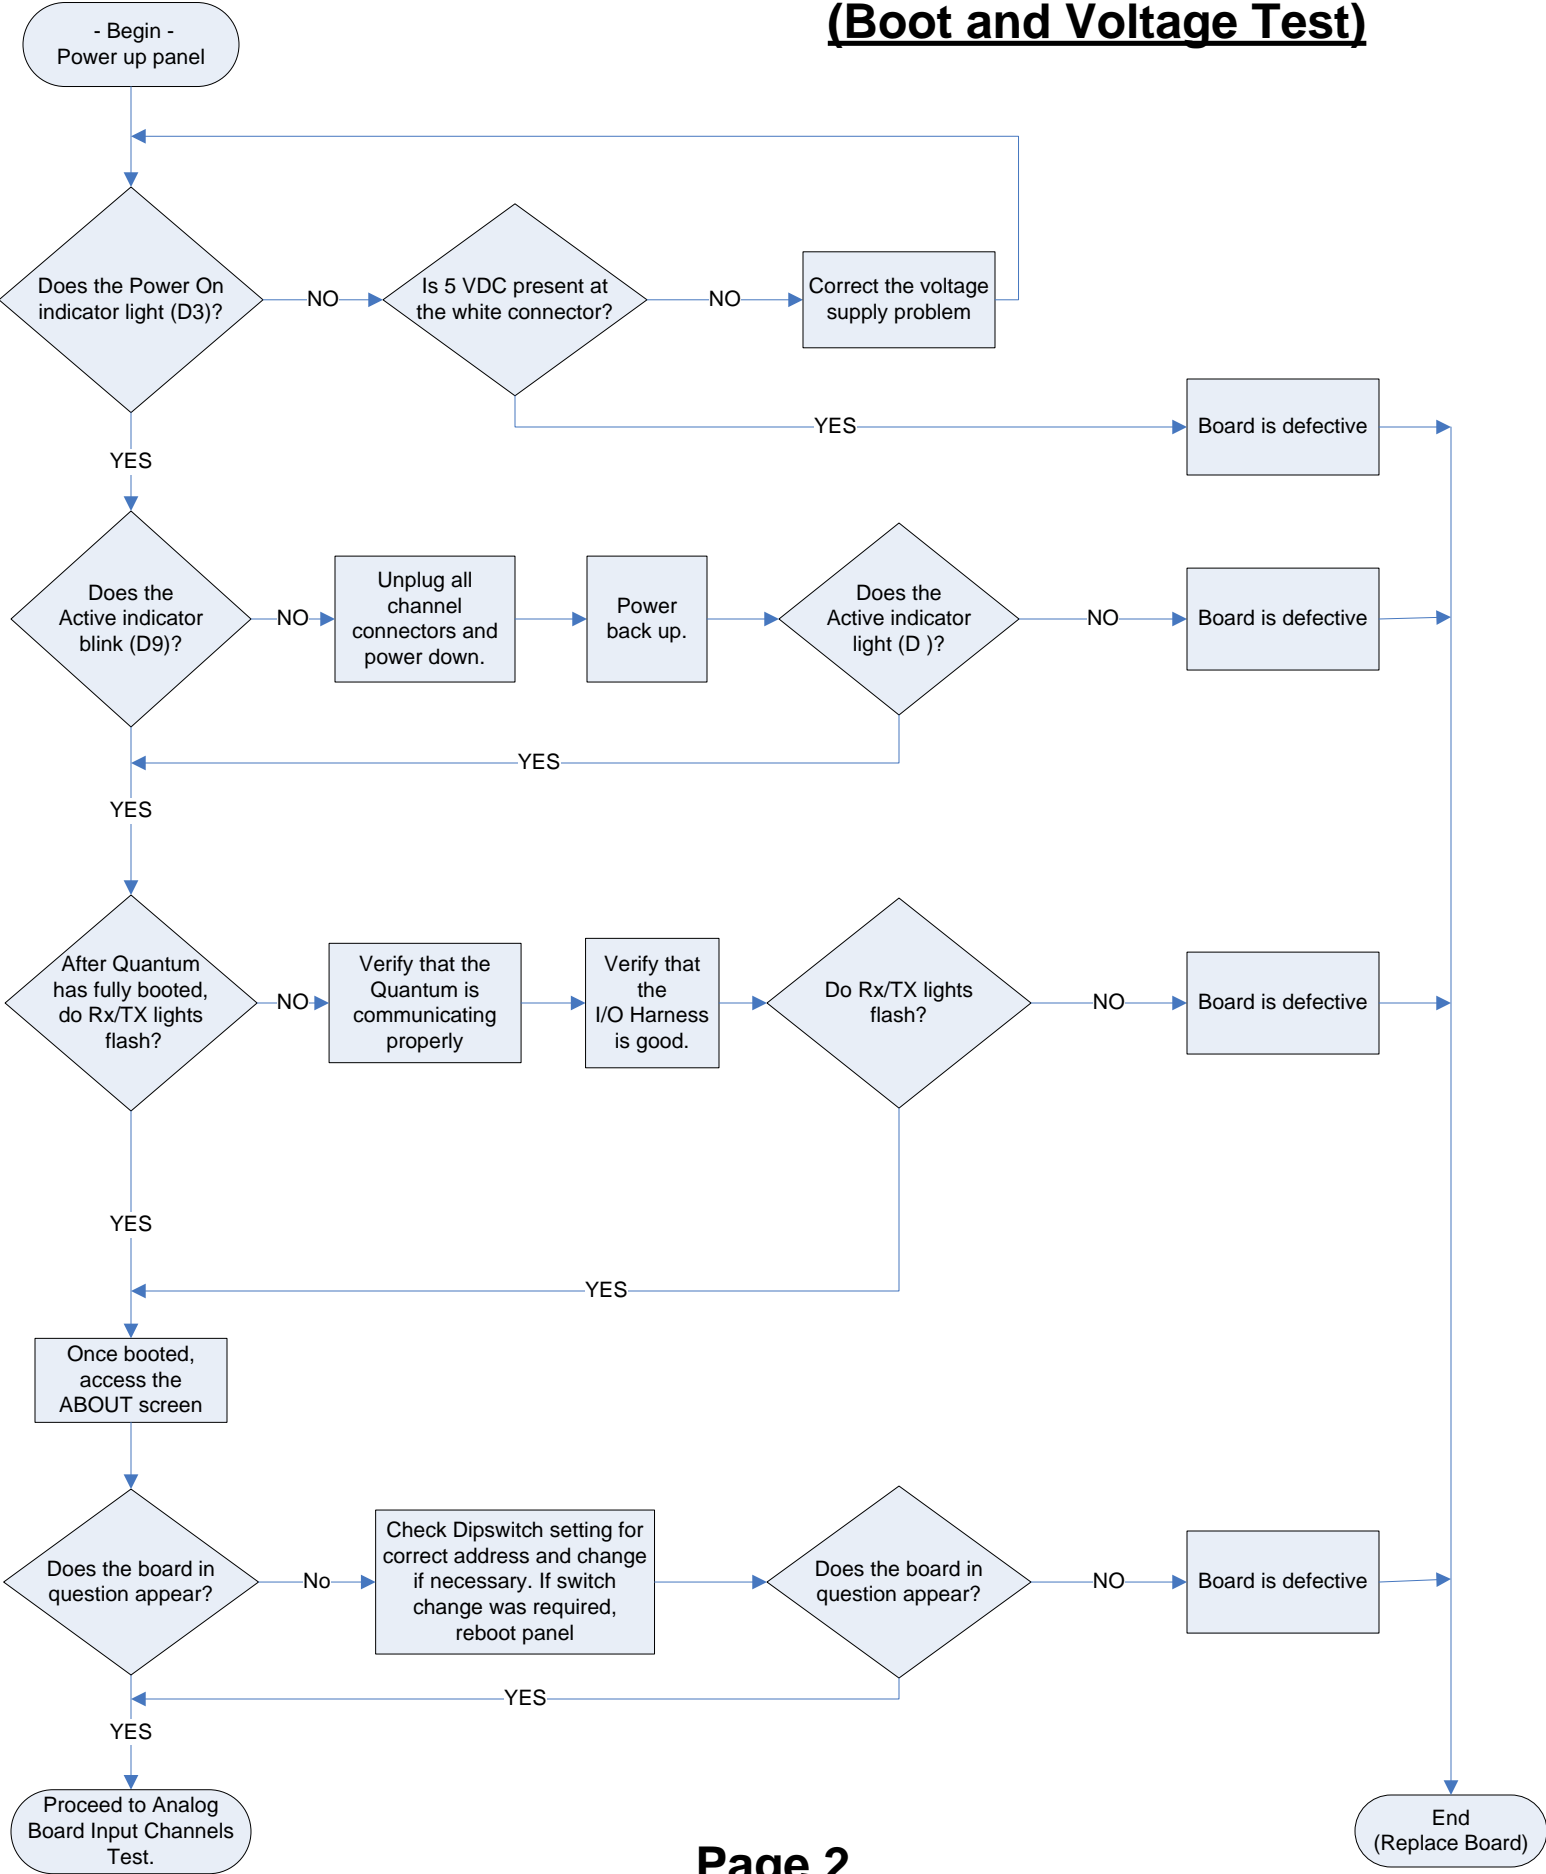 (Boot and Voltage Test)
- Begin -
Power up panel
Does the Power On
indicator light (D3)?
NO
Is 5 VDC present at
the white connector?
NO
Correct the voltage
supply problem
YES
Board is defective
YES
Does the
Active indicator
blink (D9)?
NO
Unplug all
channel
connectors and
power down.
Power
back up.
Does the
Active indicator
light (D )?
NO
Board is defective
YES
YES
After Quantum
has fully booted,
do Rx/TX lights
flash?
NO
Verify that the
Quantum is
communicating
properly
Verify that
the
I/O Harness
is good.
Do Rx/TX lights
flash?
NO
Board is defective
YES
YES
Once booted,
access the
ABOUT screen
Does the board in
question appear?
No
Check Dipswitch setting for
correct address and change
if necessary. If switch
change was required,
reboot panel
Does the board in
question appear?
NO
Board is defective
YES
YES
Proceed to Analog
Board Input Channels
Test.
End
(Replace Board)
Page 2